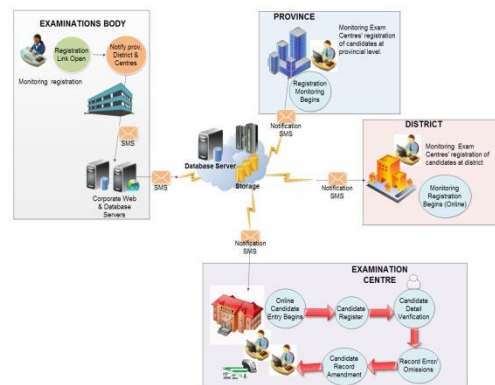 EXAMINATIONS BODY
Registration
Link Open
Notify prov.
District &
Centres
Monitoring registration
SMS
Corporate Web
& Database
Servers
SMS
Database Server
Storage
PROVINCE
Monitoring Exam
Centres' registration
of candidates at
provincial level.
Registration
Monitoring
Begins
Notification
SMS
DISTRICT
Monitoring Exam
Centres' registration of
candidates at district
Monitoring
Registration
Begins (Online)
Notification
SMS
Notification
SMS
EXAMINATION
CENTRE
Online
Candidate
Entry Begins
Candidate
Register
Candidate
Detail
Verification
Candidate
Record
Amendment
Record Error/
Omissions